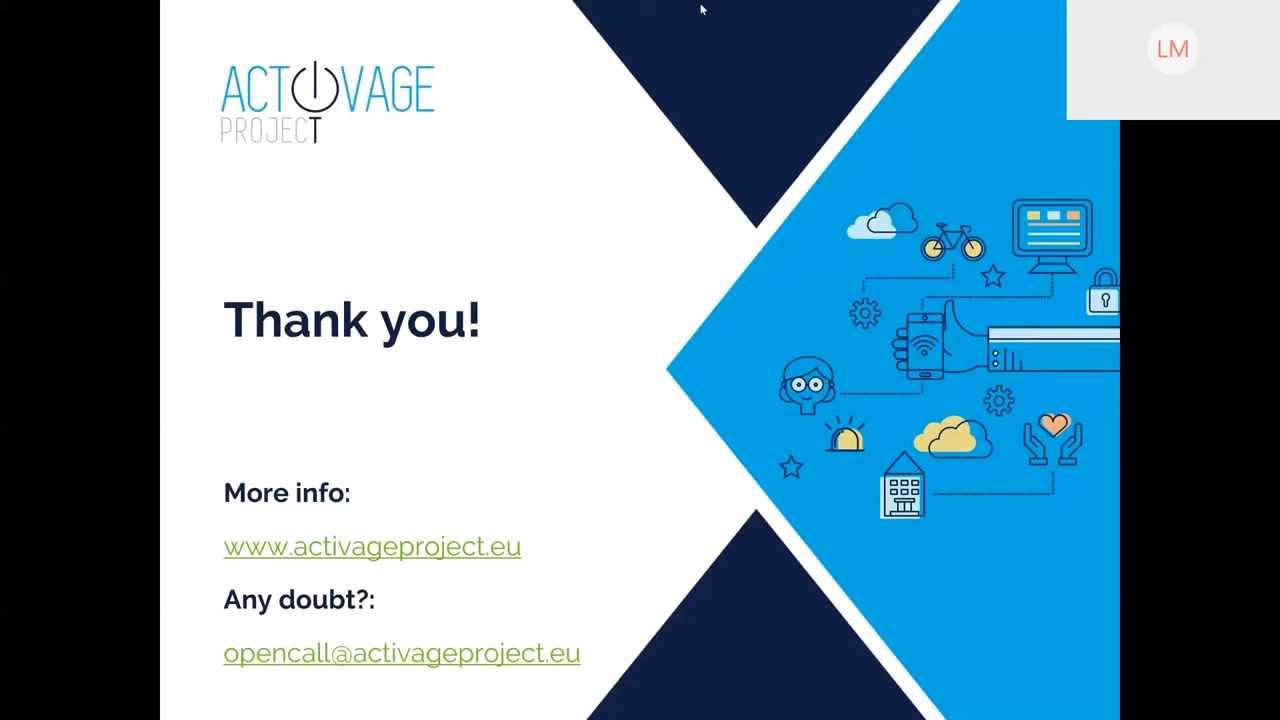 ACTIVAGE
PROJECT
LM
Thank you!
More info:
www.activageproject.eu
Any doubt?:
opencall@activageproject.eu